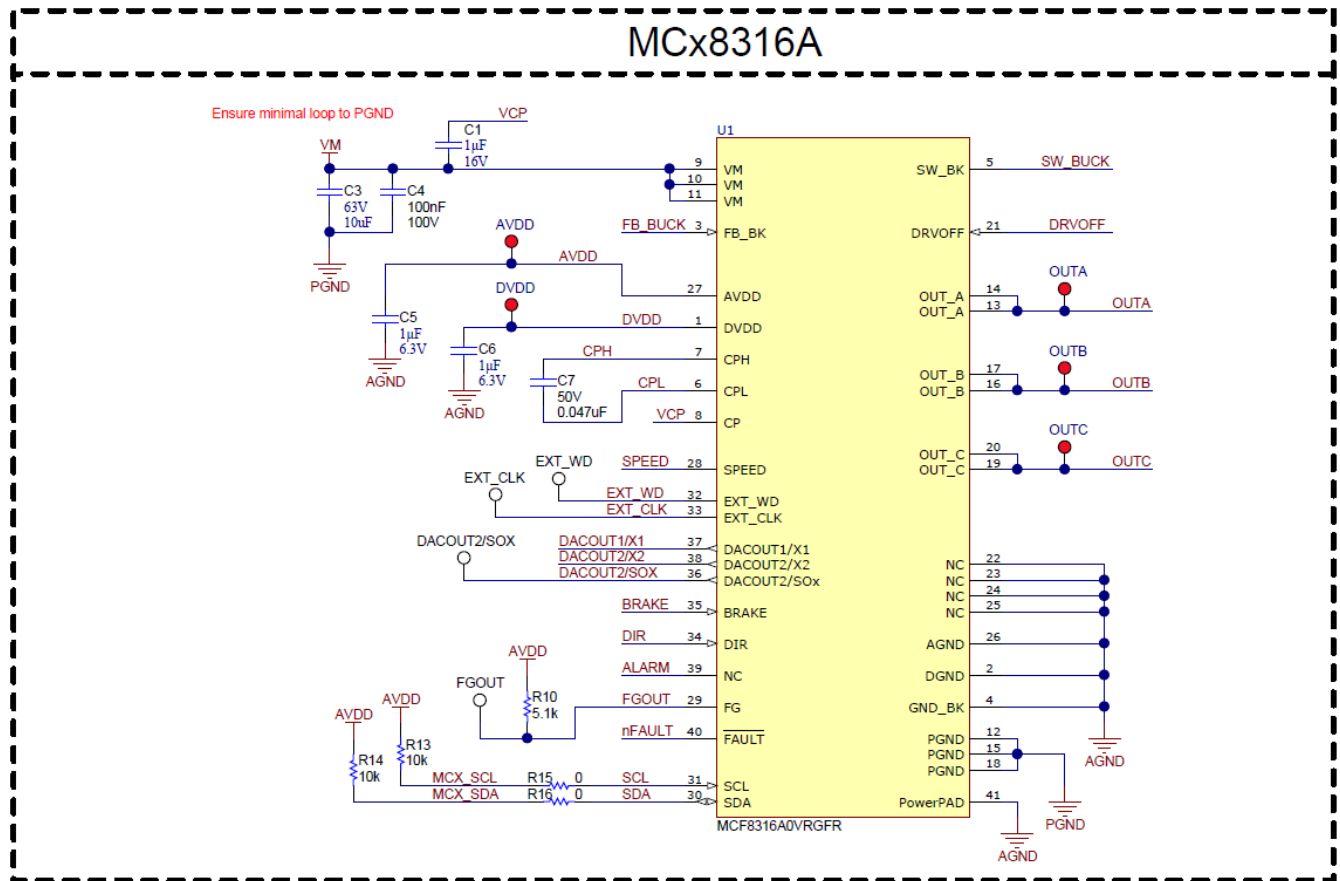 MCx8316A
Ensure minimal loop to PGND
VCP
C1
1µF
16V
VM
C3
63V
10uF
C4
100nF
100V
PGND
AVDD
AVDD
C5
1µF
6.3V
AGND
DVDD
DVDD
C6
1µF
6.3V
AGND
CPH
C7
50V
0.047uF
CPL
VCP
FB_BUCK
SPEED
EXT_WD
EXT_CLK
EXT_WD
EXT_CLK
DACOUT2/SOX
DACOUT1/X1
DACOUT2/X2
DACOUT2/SOX
BRAKE
DIR
ALARM
AVDD
FGOUT
R10
5.1k
FGOUT
nFAULT
AVDD
AVDD
R13
10k
R14
10k
MCX_SCL R15 0 SCL
MCX_SDA R16 0 SDA
U1
9 VM
10 VM
11 VM
3 FB_BK
27 AVDD
1 DVDD
7 CPH
6 CPL
8 CP
28 SPEED
32 EXT_WD
33 EXT_CLK
37 DACOUT1/X1
38 DACOUT2/X2
36 DACOUT2/SOx
35 BRAKE
34 DIR
39 NC
29 FG
40 FAULT
31 SCL
30 SDA
SW_BK 5 SW_BUCK
DRVOFF 21 DRVOFF
OUTA
OUT_A 14
OUT_A 13 OUTA
OUTB
OUT_B 17
OUT_B 16 OUTB
OUTC
OUT_C 20
OUT_C 19 OUTC
NC 22
NC 23
NC 24
NC 25
AGND 26
DGND 2
GND_BK 4
PGND 12
PGND 15
PGND 18
PowerPAD 41
AGND
PGND
AGND
MCF8316A0VRGFR